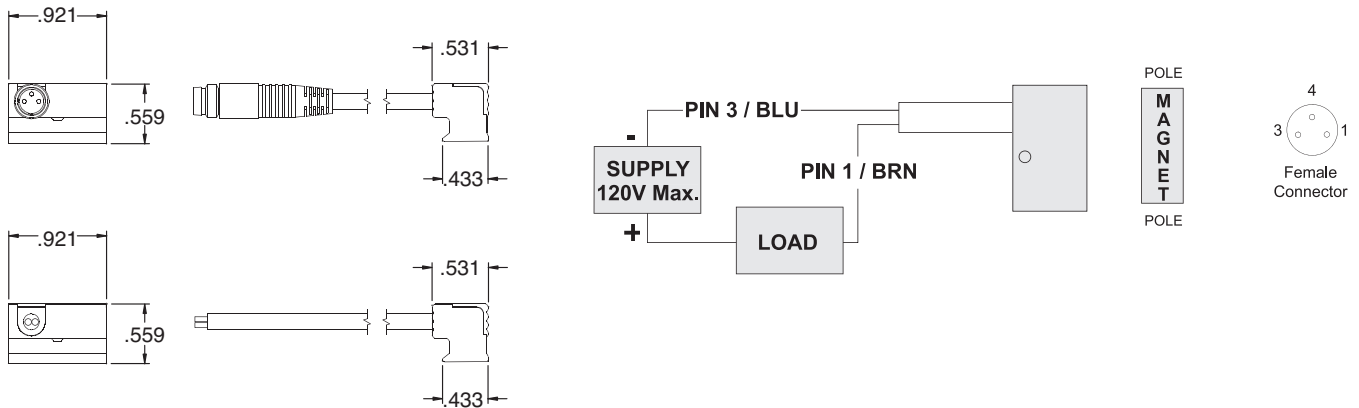 .921
.559
.531
.433
.921
.559
.531
.433
PIN 3 / BLU
-
SUPPLY
120V Max.
+
PIN 1 / BRN
LOAD
POLE
M
A
G
N
E
T
POLE
4
3
1
Female
Connector